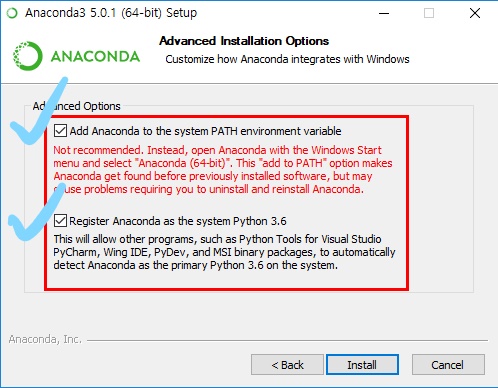 Anaconda3 5.0.1 (64-bit) Setup
Advanced Installation Options
Customize how Anaconda integrates with Windows
ANACONDA
Advanced Options
Add Anaconda to the system PATH environment variable
Not recommended. Instead, open Anaconda with the Windows Start
menu and select "Anaconda (64-bit)". This "add to PATH" option makes
Anaconda get found before previously installed software, but may
cause problems requiring you to uninstall and reinstall Anaconda.
Register Anaconda as the system Python 3.6
This will allow other programs, such as Python Tools for Visual Studio
PyCharm, Wing IDE, PyDev, and MSI binary packages, to automatically
detect Anaconda as the primary Python 3.6 on the system.
Anaconda, Inc.
< Back Install Cancel